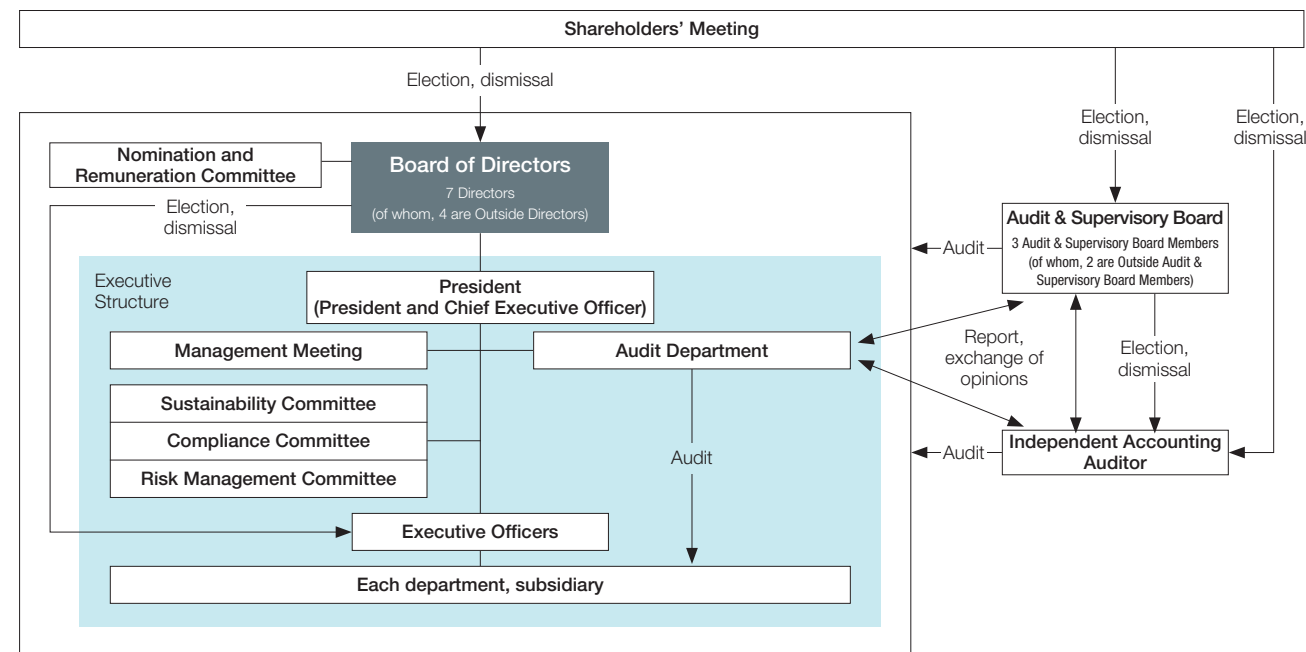 Shareholders' Meeting
Election, dismissal
Election,
dismissal
Election,
dismissal
Nomination and
Remuneration Committee
Board of Directors
7 Directors
(of whom, 4 are Outside Directors)
Election,
dismissal
Audit & Supervisory Board
3 Audit & Supervisory Board Members
(of whom, 2 are Outside Audit &
Supervisory Board Members)
Audit
Executive
Structure
President
(President and Chief Executive Officer)
Management Meeting
Audit Department
Report,
exchange of
opinions
Election,
dismissal
Sustainability Committee
Compliance Committee
Risk Management Committee
Audit
Audit
Independent Accounting
Auditor
Executive Officers
Each department, subsidiary